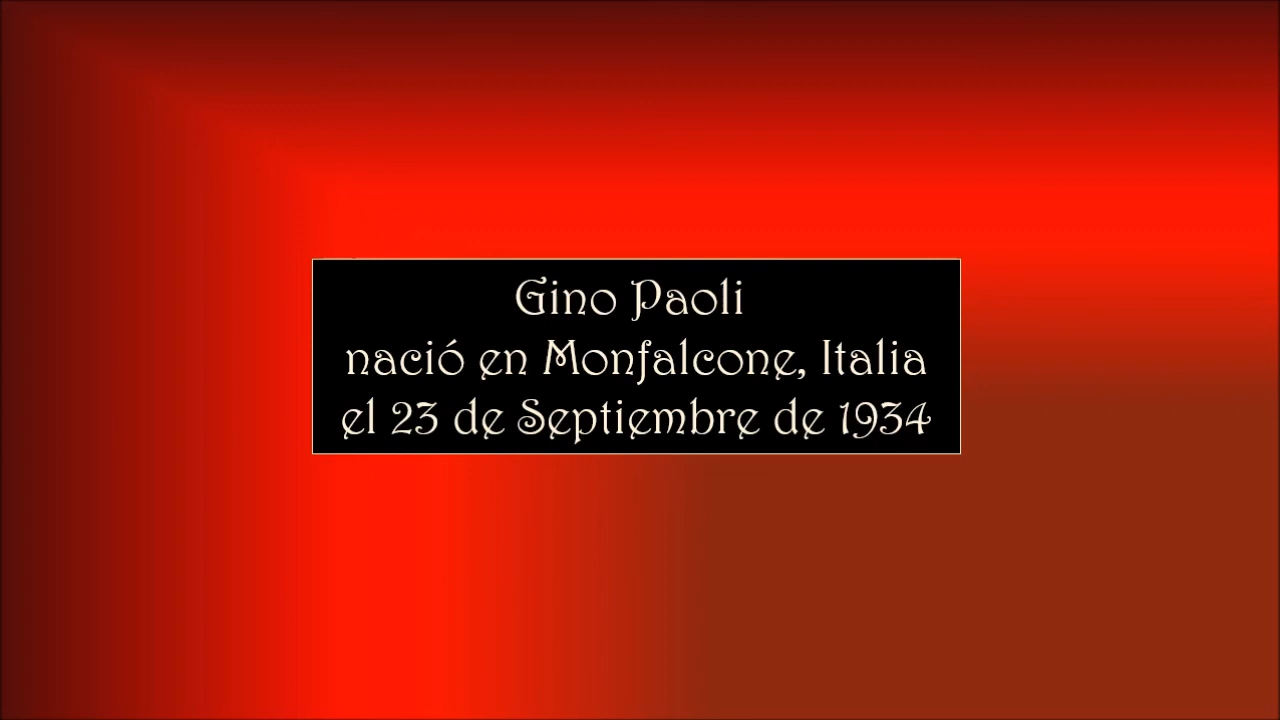 Gino Paoli
nació en Monfalcone, Italia
el 23 de Septiembre de 1934